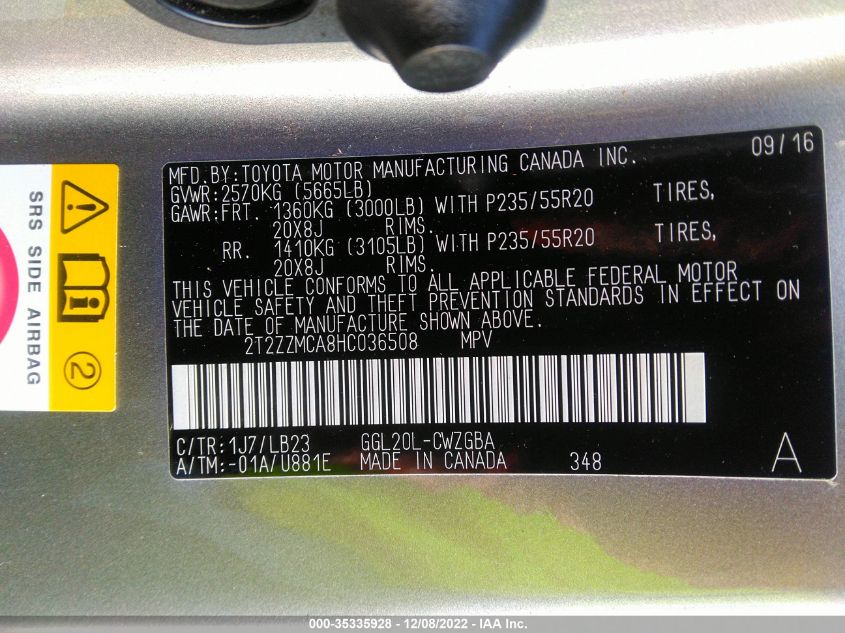 MFD.BY:TOYOTA MOTOR MANUFACTURING CANADA INC. 09/16
GVWR:2570KG (5665LB)
GAWR:FRT. 1360KG (3000LB) WITH P235/55R20 TIRES,
20X8J RIMS.
RR. 1410KG (3105LB) WITH P235/55R20 TIRES,
20X8J RIMS.
THIS VEHICLE CONFORMS TO ALL APPLICABLE FEDERAL MOTOR
VEHICLE SAFETY AND THEFT PREVENTION STANDARDS IN EFFECT ON
THE DATE OF MANUFACTURE SHOWN ABOVE.
2T2ZZMCA8HC036508 MPV
C/TR:1J7/LB23 GGL20L-CWZGBA
A/TM:-01A/U881E MADE IN CANADA 348 A
SRS SIDE AIRBAG
2
000-35335928 - 12/08/2022 - IAA Inc.